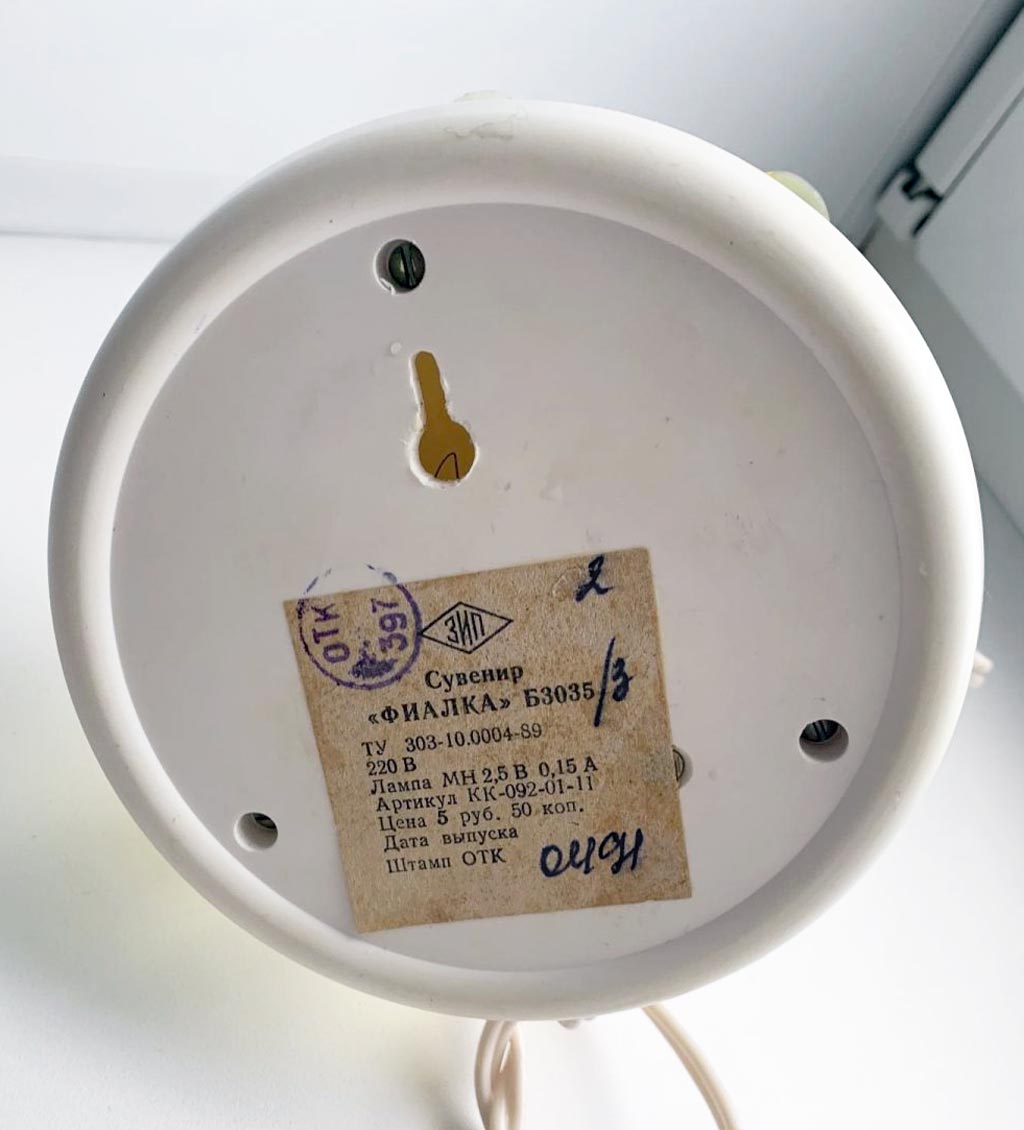 2
ОТК
397
ЗИП
Сувенир
«ФИАЛКА» Б3035/3
ТУ 303-10.0004-89
220 В
Лампа МН 2,5 В 0,15 А
Артикул КК-092-01-11
Цена 5 руб. 50 коп.
Дата выпуска
Штамп ОТК 0491